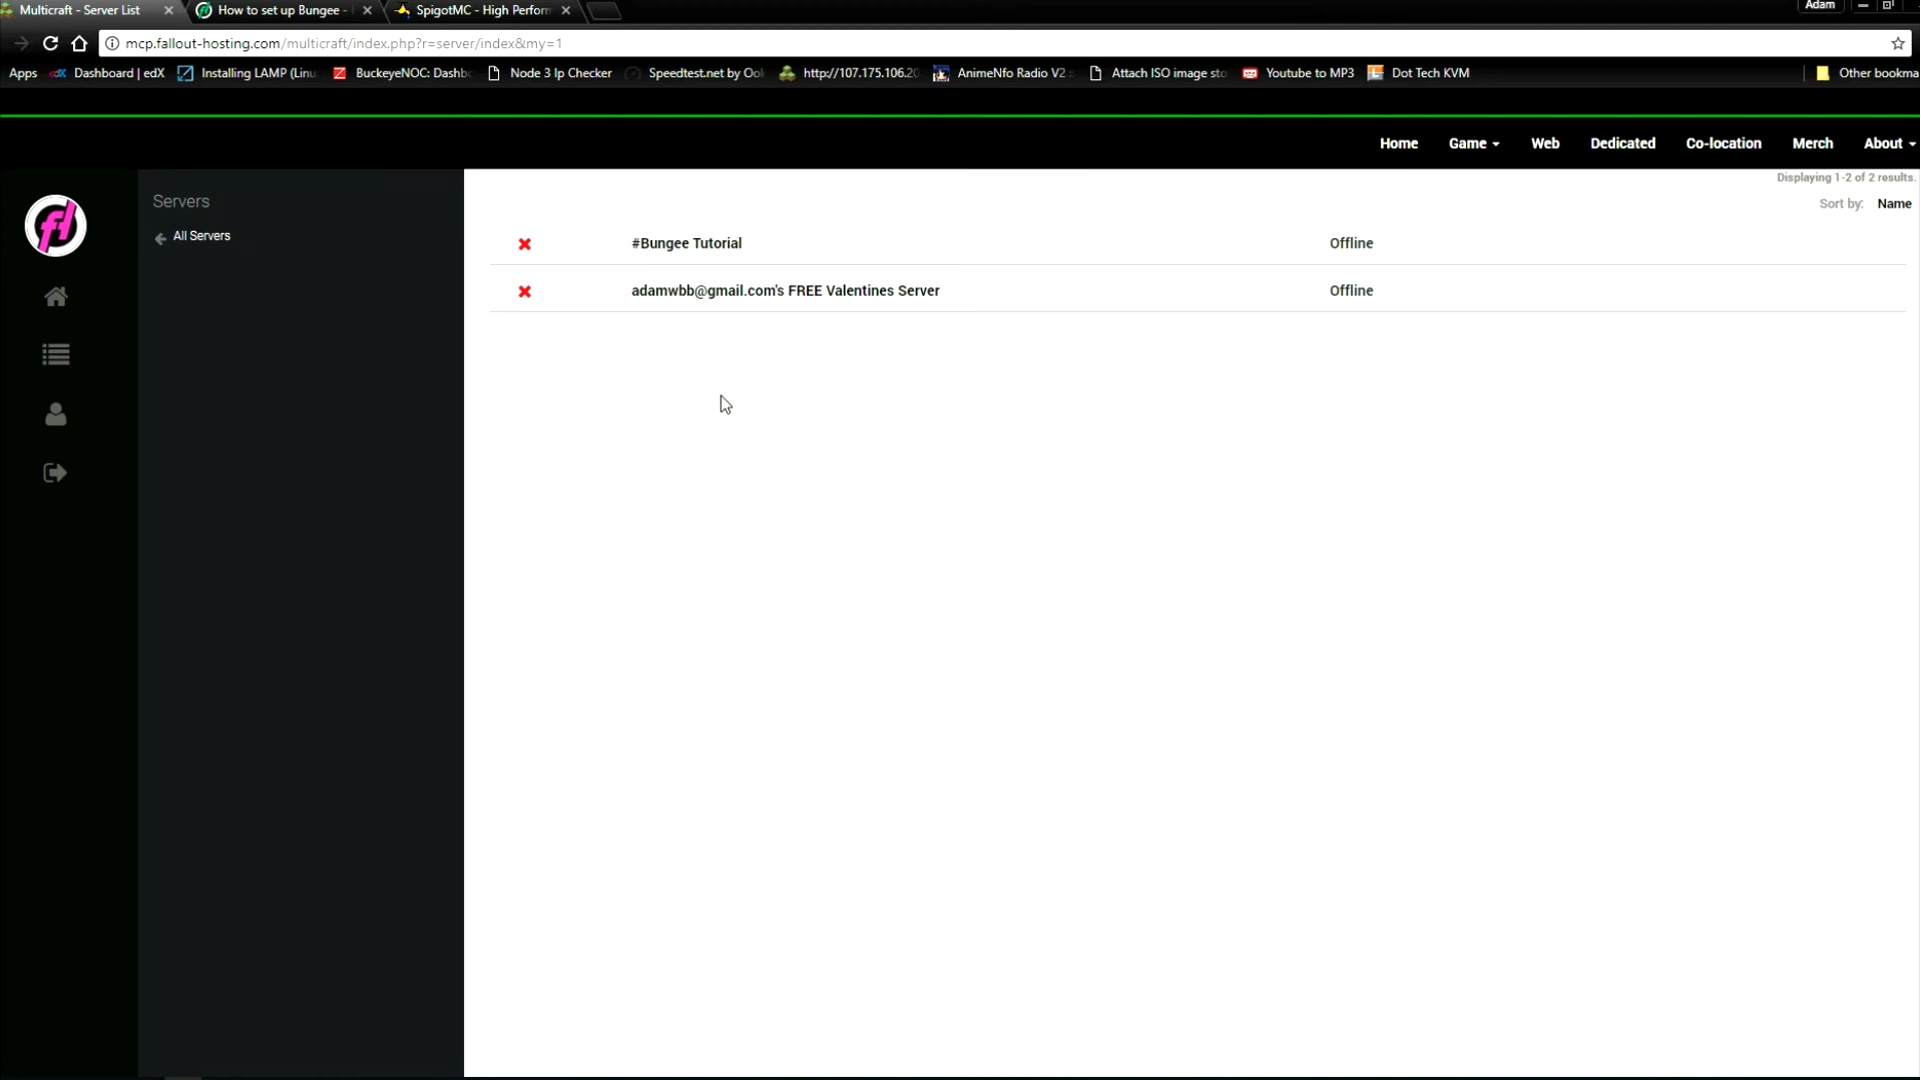 Multicraft - Server List
How to set up Bungee -
SpigotMC - High Perfor
Adam
mcp.fallout-hosting.com/multicraft/index.php?r=server/index&my=1
Apps Dashboard | edX Installing LAMP (Linu BuckeyeNOC: Dashb Node 3 Ip Checker Speedtest.net by Ook http://107.175.106.20 AnimeNfo Radio V2 Attach ISO image sto Youtube to MP3 Dot Tech KVM Other bookma
Home Game Web Dedicated Co-location Merch About
Displaying 1-2 of 2 results.
Sort by: Name
Servers
All Servers
#Bungee Tutorial Offline
adamwbb@gmail.com's FREE Valentines Server Offline